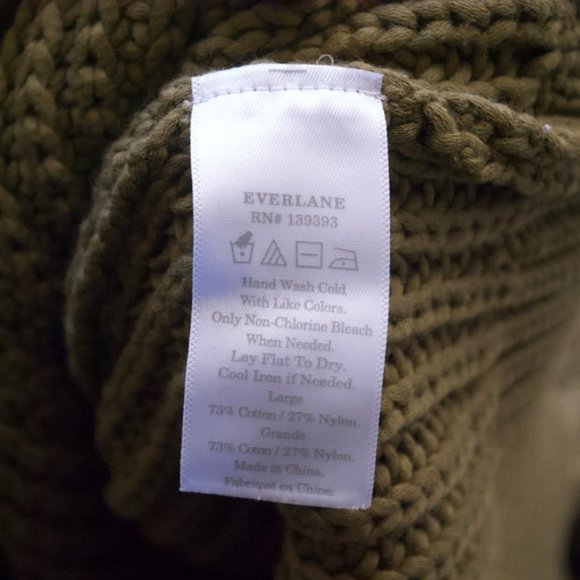 EVERLANE
RN# 139393
Hand Wash Cold
With Like Colors.
Only Non-Chlorine Bleach
When Needed.
Lay Flat To Dry.
Cool Iron if Needed.
Large
73% Cotton / 27% Nylon.
Grande
73% Coton / 27% Nylon.
Made in China.
Fabriqué en Chine.